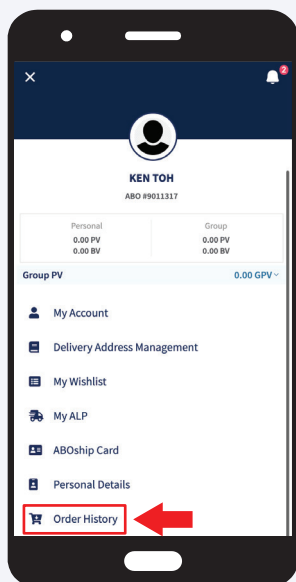 2
KEN TOH
ABO #9011317
Personal Group
0.00 PV 0.00 PV
0.00 BV 0.00 BV
Group PV 0.00 GPV
My Account
Delivery Address Management
My Wishlist
My ALP
ABOship Card
Personal Details
Order History